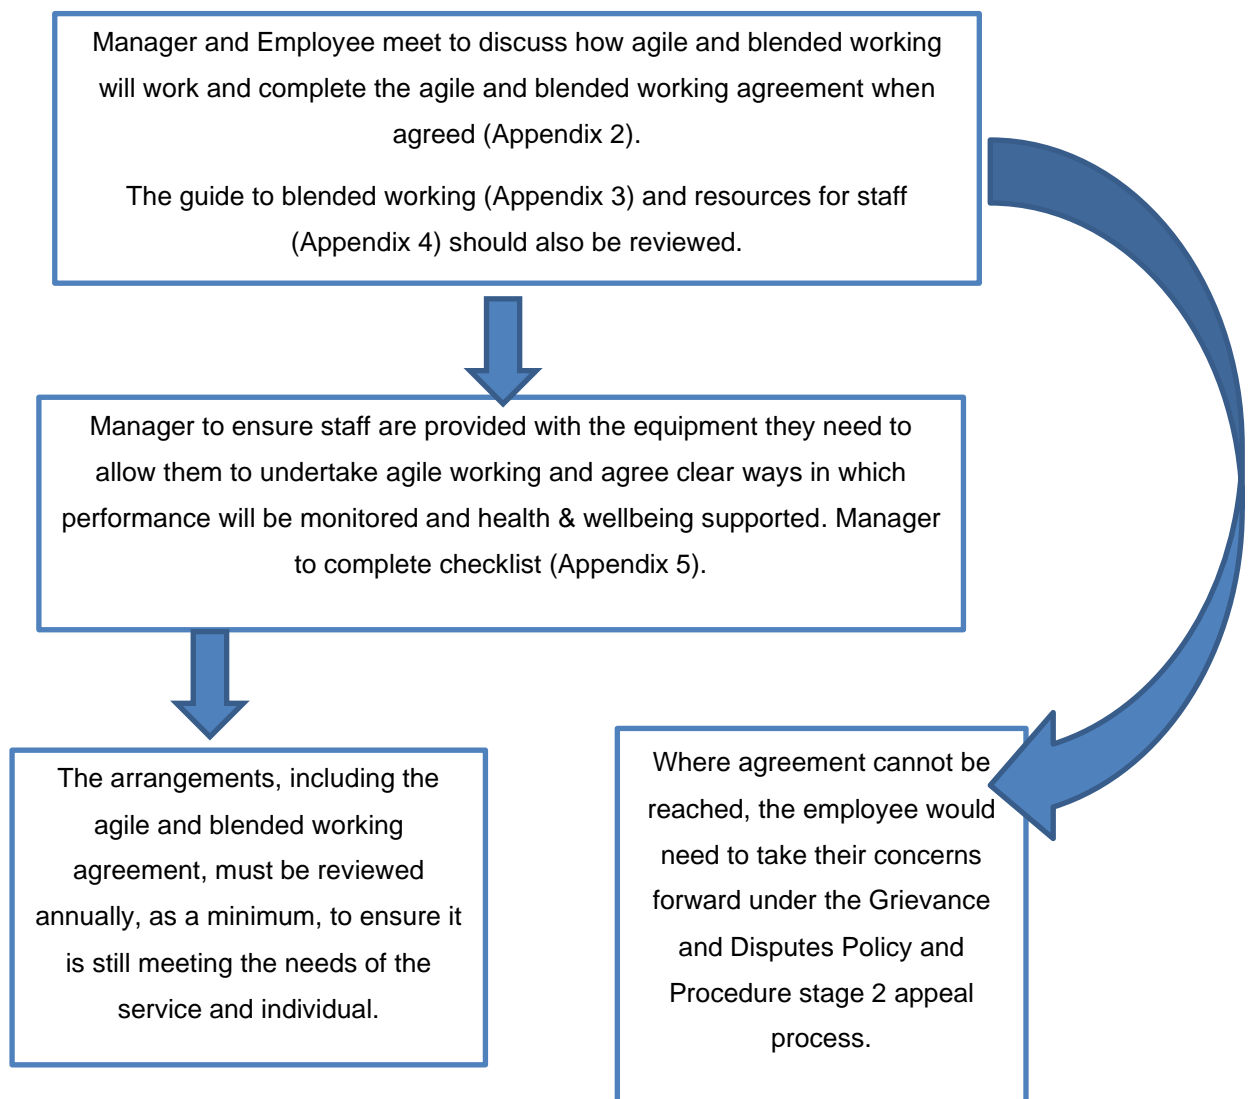 Manager and Employee meet to discuss how agile and blended working
will work and complete the agile and blended working agreement when
agreed (Appendix 2).
The guide to blended working (Appendix 3) and resources for staff
(Appendix 4) should also be reviewed.
Manager to ensure staff are provided with the equipment they need to
allow them to undertake agile working and agree clear ways in which
performance will be monitored and health & wellbeing supported. Manager
to complete checklist (Appendix 5).
The arrangements, including the
agile and blended working
agreement, must be reviewed
annually, as a minimum, to ensure it
is still meeting the needs of the
service and individual.
Where agreement cannot be
reached, the employee would
need to take their concerns
forward under the Grievance
and Disputes Policy and
Procedure stage 2 appeal
process.